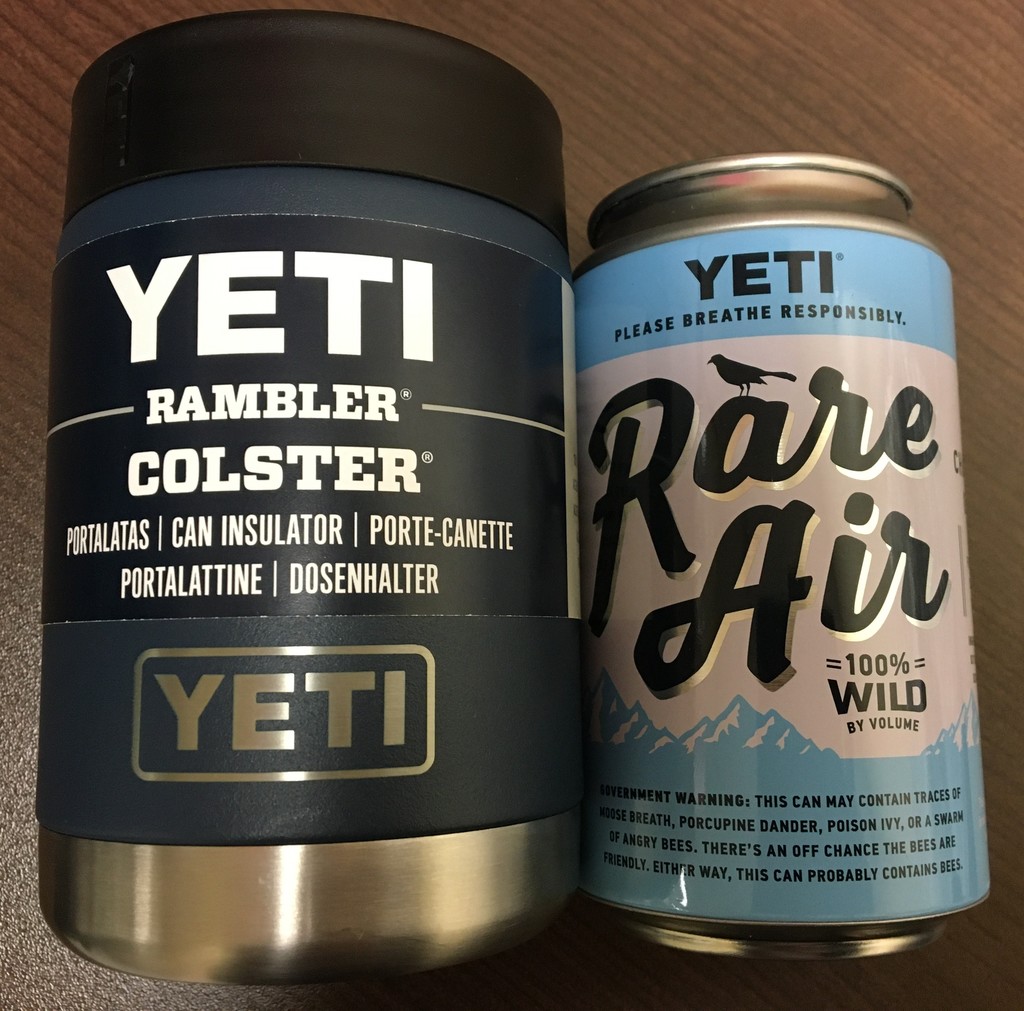 YETI
RAMBLER®
COLSTER®
PORTALATAS | CAN INSULATOR | PORTE-CANETTE
PORTALATTINE | DOSENHALTER
YETI
YETI®
PLEASE BREATHE RESPONSIBLY.
Rare
Air
=100%=
WILD
BY VOLUME
GOVERNMENT WARNING: THIS CAN MAY CONTAIN TRACES OF
MOOSE BREATH, PORCUPINE DANDER, POISON IVY, OR A SWARM
OF ANGRY BEES. THERE'S AN OFF CHANCE THE BEES ARE
FRIENDLY. EITHER WAY, THIS CAN PROBABLY CONTAINS BEES.